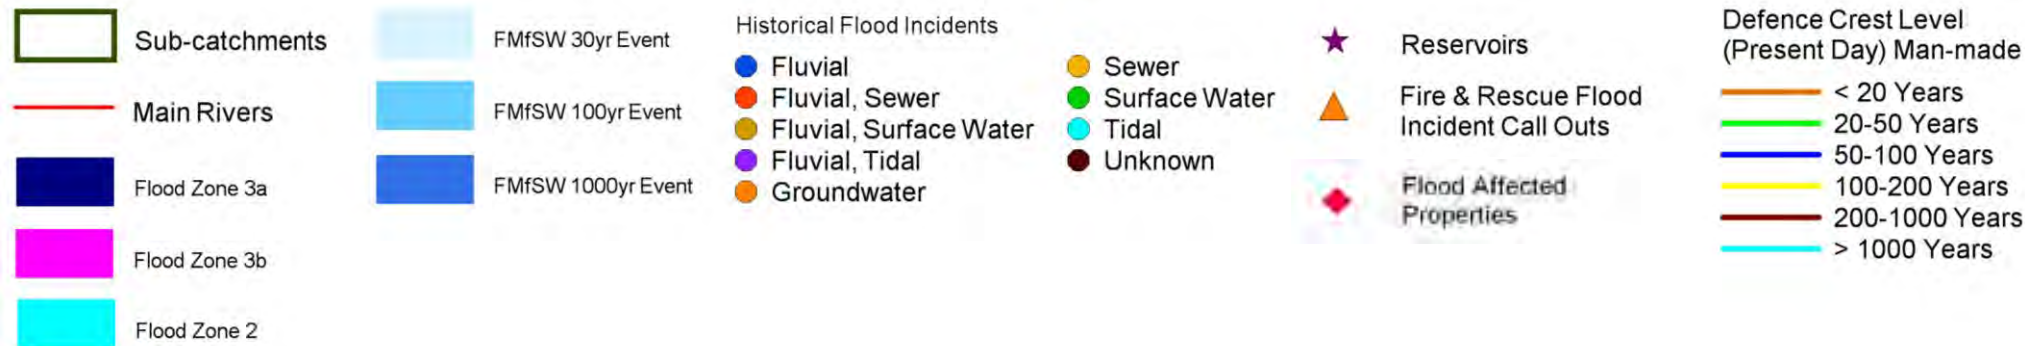 Sub-catchments
Main Rivers
Flood Zone 3a
Flood Zone 3b
Flood Zone 2
FMfSW 30yr Event
FMfSW 100yr Event
FMfSW 1000yr Event
Historical Flood Incidents
Fluvial
Fluvial, Sewer
Fluvial, Surface Water
Fluvial, Tidal
Groundwater
Sewer
Surface Water
Tidal
Unknown
Reservoirs
Fire & Rescue Flood
Incident Call Outs
Flood Affected
Properties
Defence Crest Level
(Present Day) Man-made
< 20 Years
20-50 Years
50-100 Years
100-200 Years
200-1000 Years
> 1000 Years